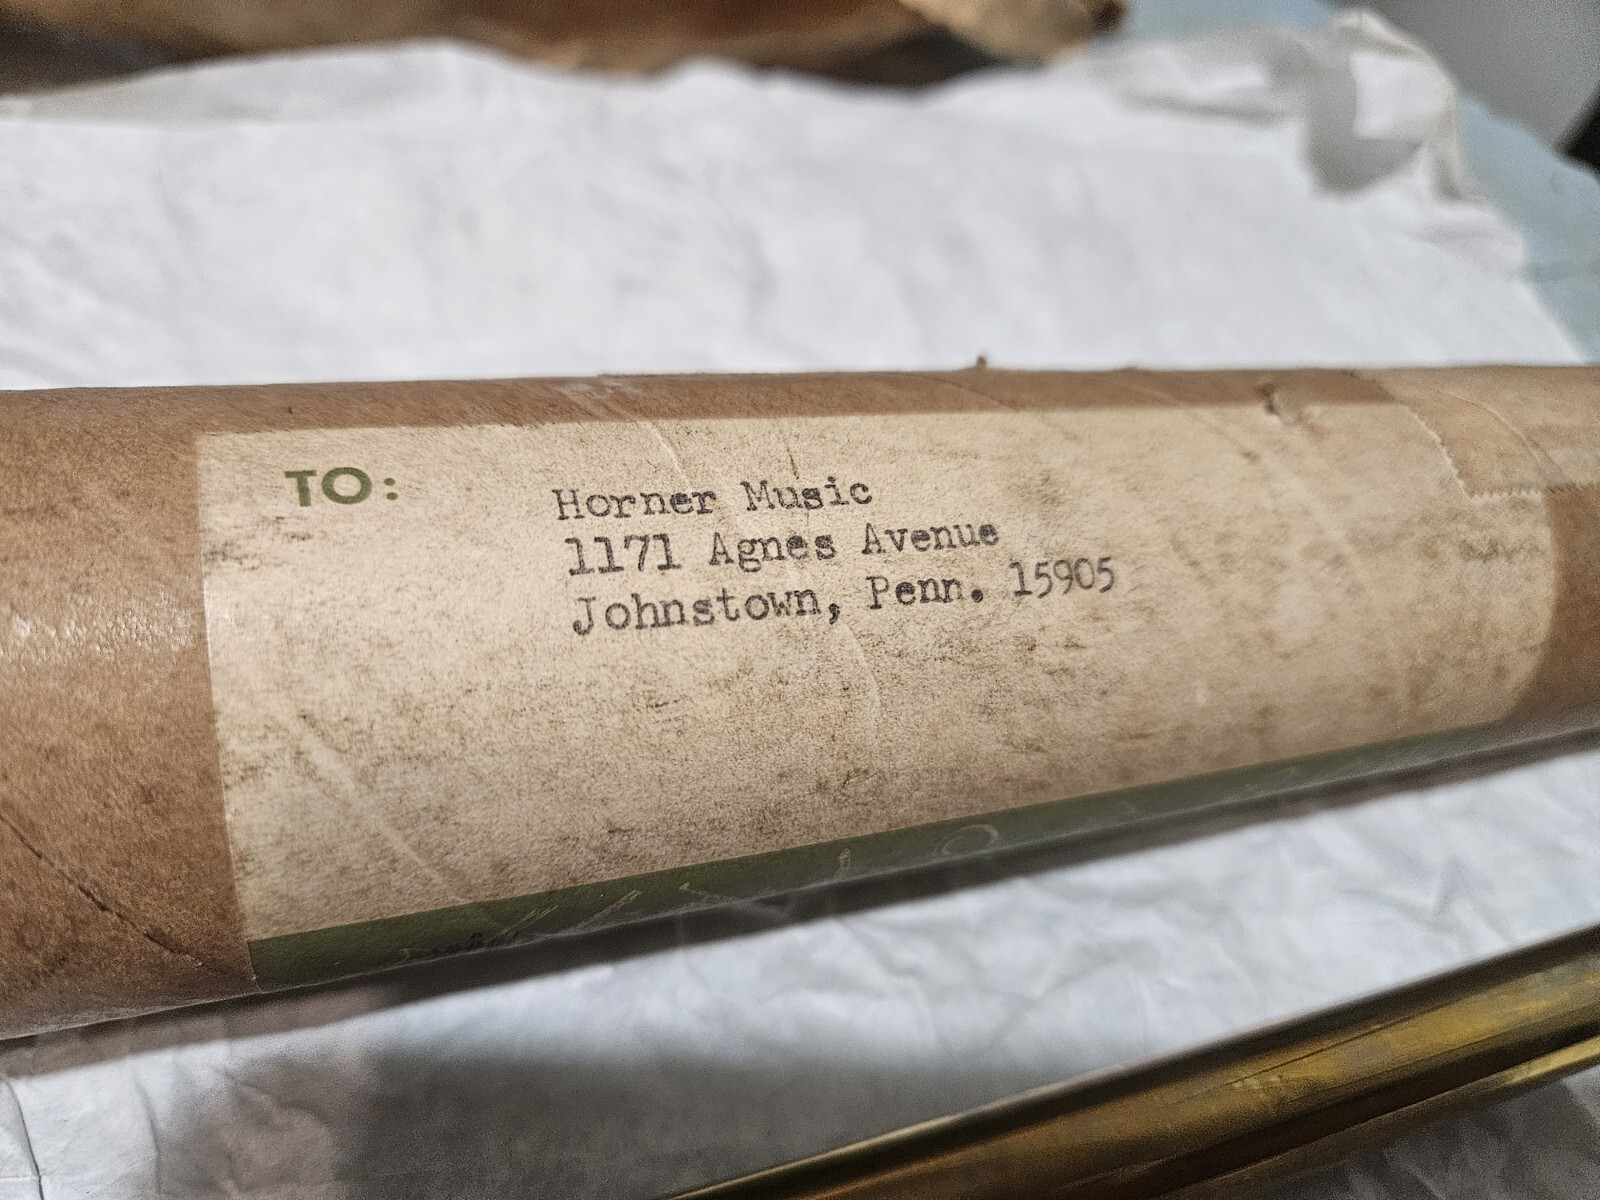 TO:
Horner Music
1171 Agnes Avenue
Johnstown, Penn. 15905